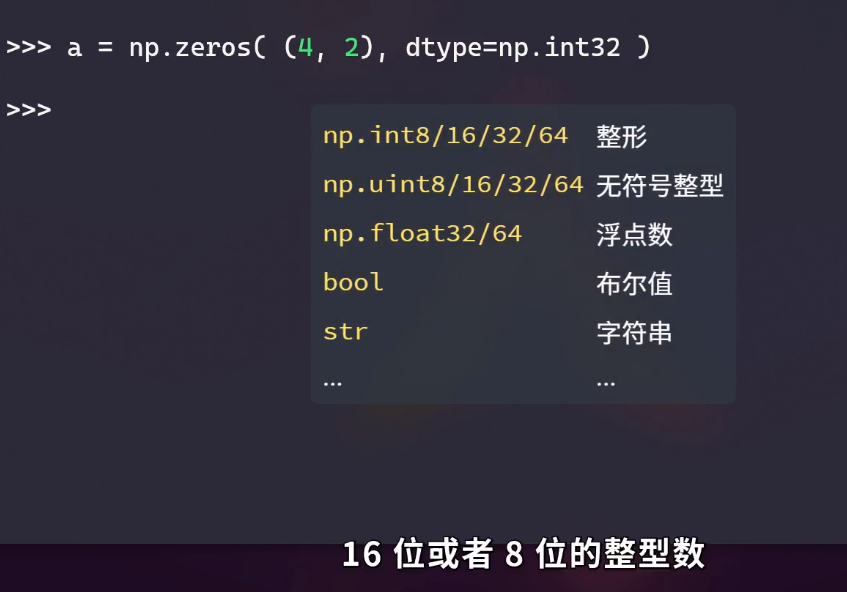 >>> a = np.zeros( (4, 2), dtype=np.int32 )
>>>
np.int8/16/32/64 整形
np.uint8/16/32/64 无符号整型
np.float32/64 浮点数
bool 布尔值
str 字符串
... ...
16 位或者 8 位的整型数